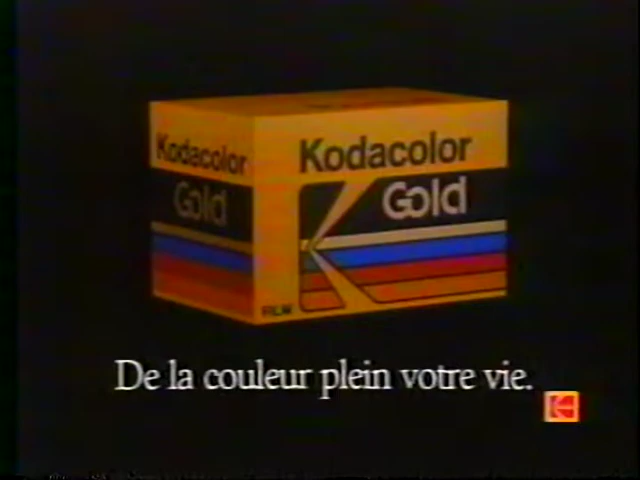 Kodacolor
Gold
Kodacolor
Gold
FILM
De la couleur plein votre vie.